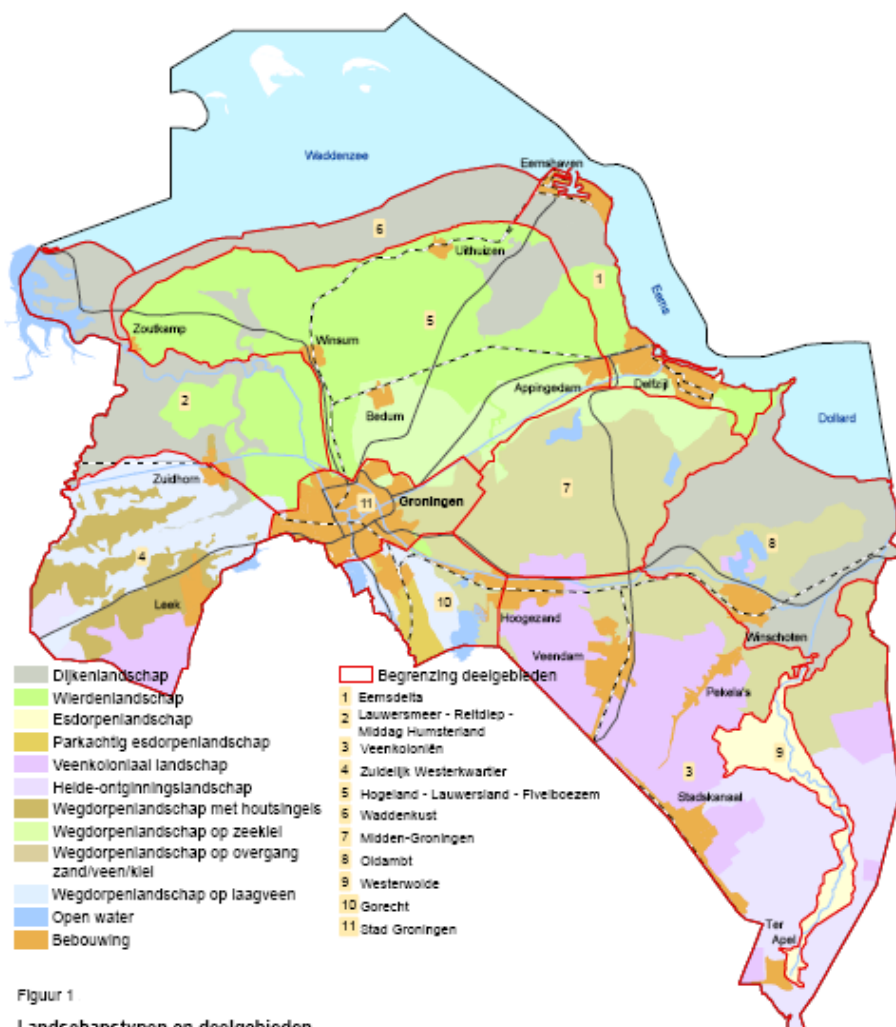 Waddenzee
Eemshaven
6
Uithuizen
1
Eems
5
Zoutkamp
Winsum
2
Appingedam
Delfzijl
Bedum
Dollard
Zuidhorn
11
Groningen
7
8
4
Leek
10
Hoogezand
Winschoten
Veendam
Pekela's
9
3
Stadskanaal
Ter
Apel
Dijkenlandschap
Wierdenlandschap
Esdorpenlandschap
Parkachtig esdorpenlandschap
Veenkoloniaal landschap
Heide-ontginningslandschap
Wegdorpenlandschap met houtsingels
Wegdorpenlandschap op zeeklei
Wegdorpenlandschap op overgang
zand/veen/klei
Wegdorpenlandschap op laagveen
Open water
Bebouwing
Begrenzing deelgebieden
1 Eemsdelta
2 Lauwersmeer - Reitdiep -
Middag Humsterland
3 Veenkoloniën
4 Zuidelijk Westerkwartier
5 Hogeland - Lauwersland - Fivelboezem
6 Waddenkust
7 Midden-Groningen
8 Oldambt
9 Westerwolde
10 Gorecht
11 Stad Groningen
Figuur 1
Landschapstypen en deelgebieden